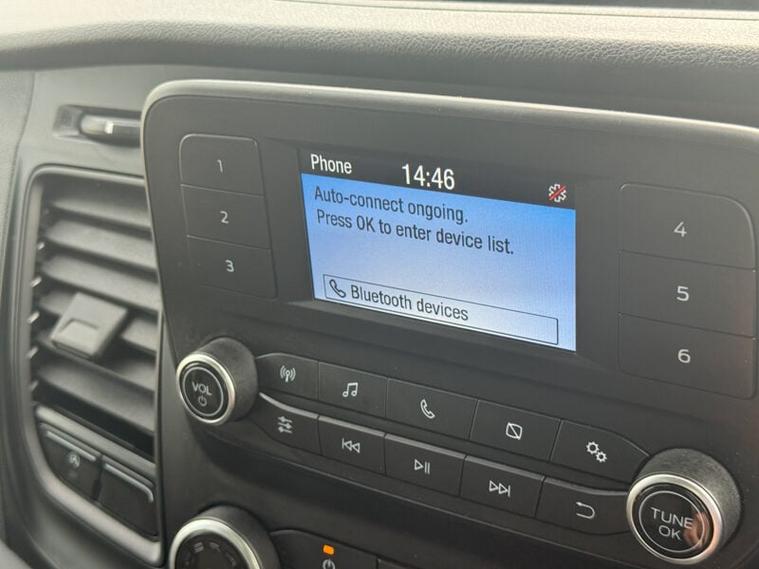 Phone 14:46
Auto-connect ongoing.
Press OK to enter device list.
Bluetooth devices
1
2
3
4
5
6
VOL
TUNE
OK